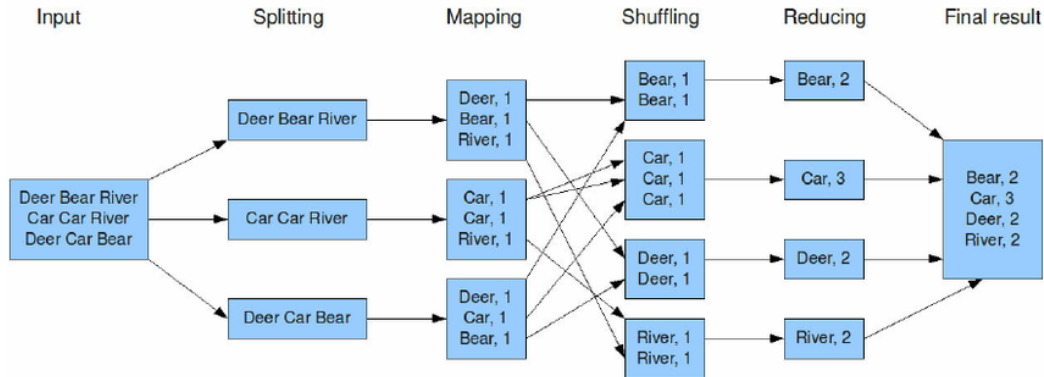 Input
Splitting
Mapping
Shuffling
Reducing
Final result
Deer Bear River
Car Car River
Deer Car Bear
Deer Bear River
Car Car River
Deer Car Bear
Deer, 1
Bear, 1
River, 1
Car, 1
Car, 1
River, 1
Deer, 1
Car, 1
Bear, 1
Bear, 1
Bear, 1
Car, 1
Car, 1
Car, 1
Deer, 1
Deer, 1
River, 1
River, 1
Bear, 2
Car, 3
Deer, 2
River, 2
Bear, 2
Car, 3
Deer, 2
River, 2